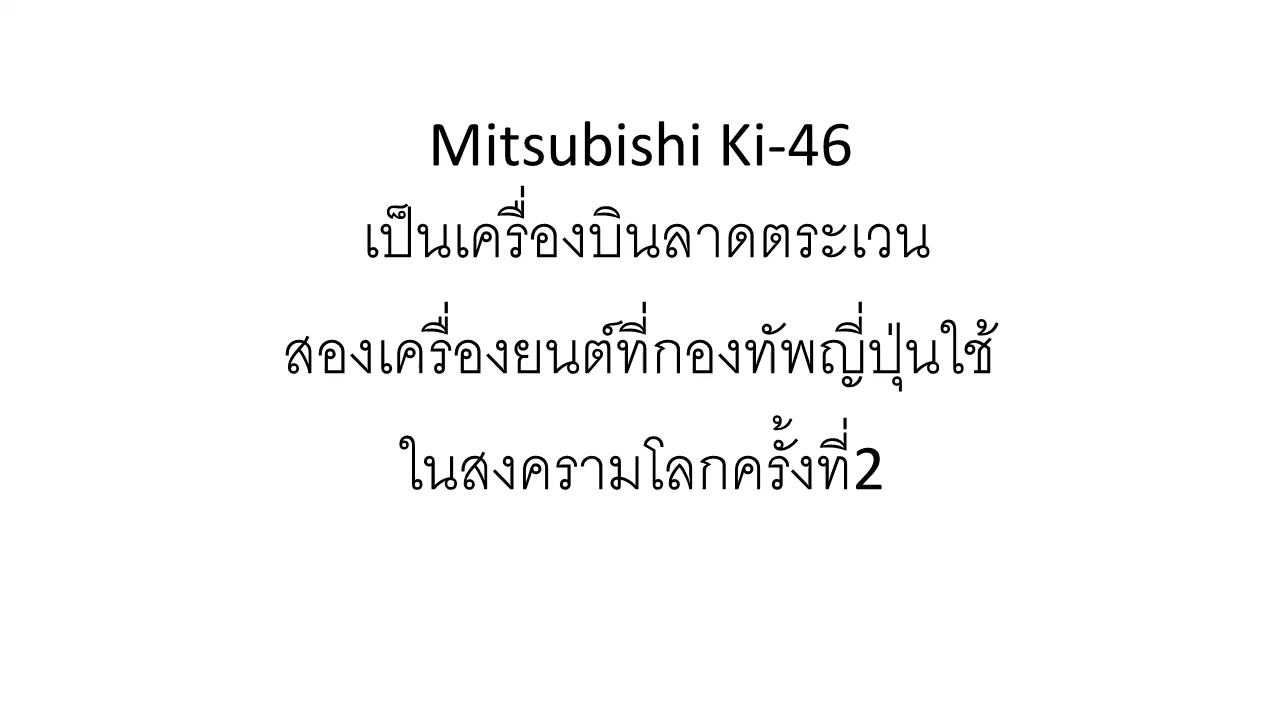 Mitsubishi Ki-46
เป็นเครื่องบินลาดตระเวน
สองเครื่องยนต์ที่กองทัพญี่ปุ่นใช้
ในสงครามโลกครั้งที่2